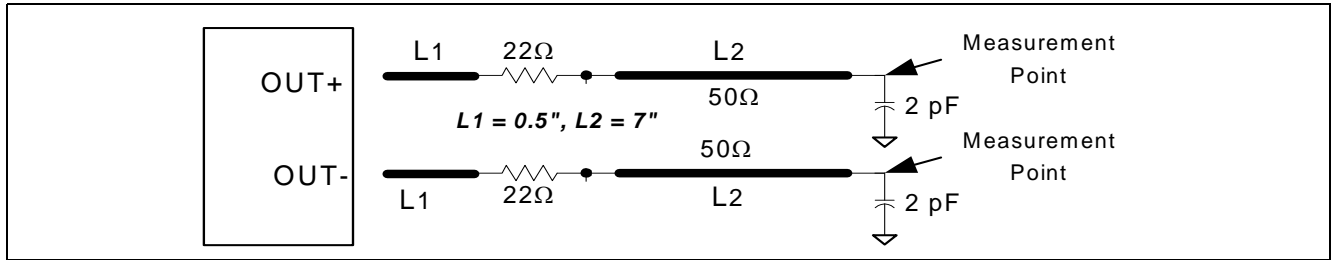 L1
22Ω
L2
Measurement
Point
OUT+
50Ω
2 pF
L1 = 0.5", L2 = 7"
50Ω
Measurement
Point
OUT-
L1
22Ω
L2
2 pF